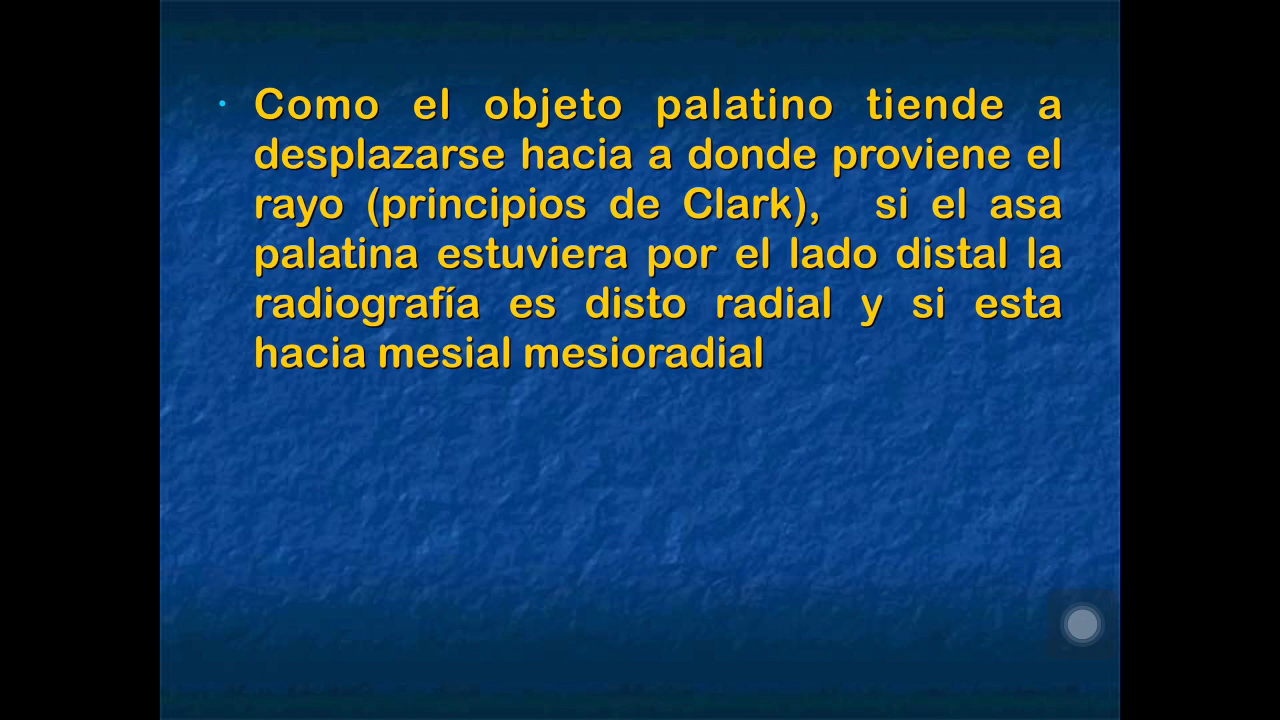 • Como el objeto palatino tiende a
desplazarse hacia a donde proviene el
rayo (principios de Clark), si el asa
palatina estuviera por el lado distal la
radiografía es disto radial y si esta
hacia mesial mesioradial